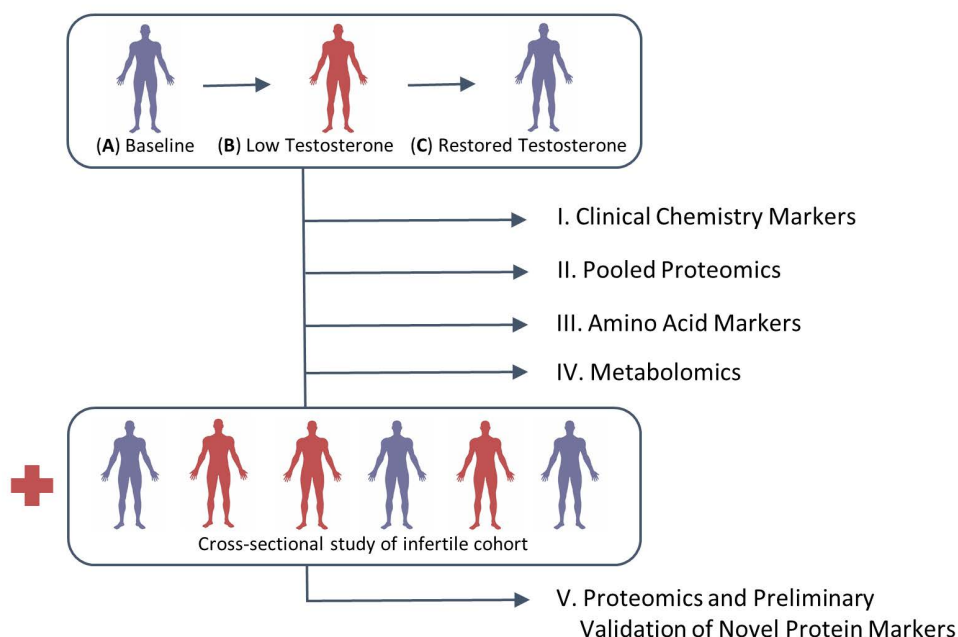 (A) Baseline
(B) Low Testosterone
(C) Restored Testosterone
I. Clinical Chemistry Markers
II. Pooled Proteomics
III. Amino Acid Markers
IV. Metabolomics
Cross-sectional study of infertile cohort
V. Proteomics and Preliminary
Validation of Novel Protein Markers